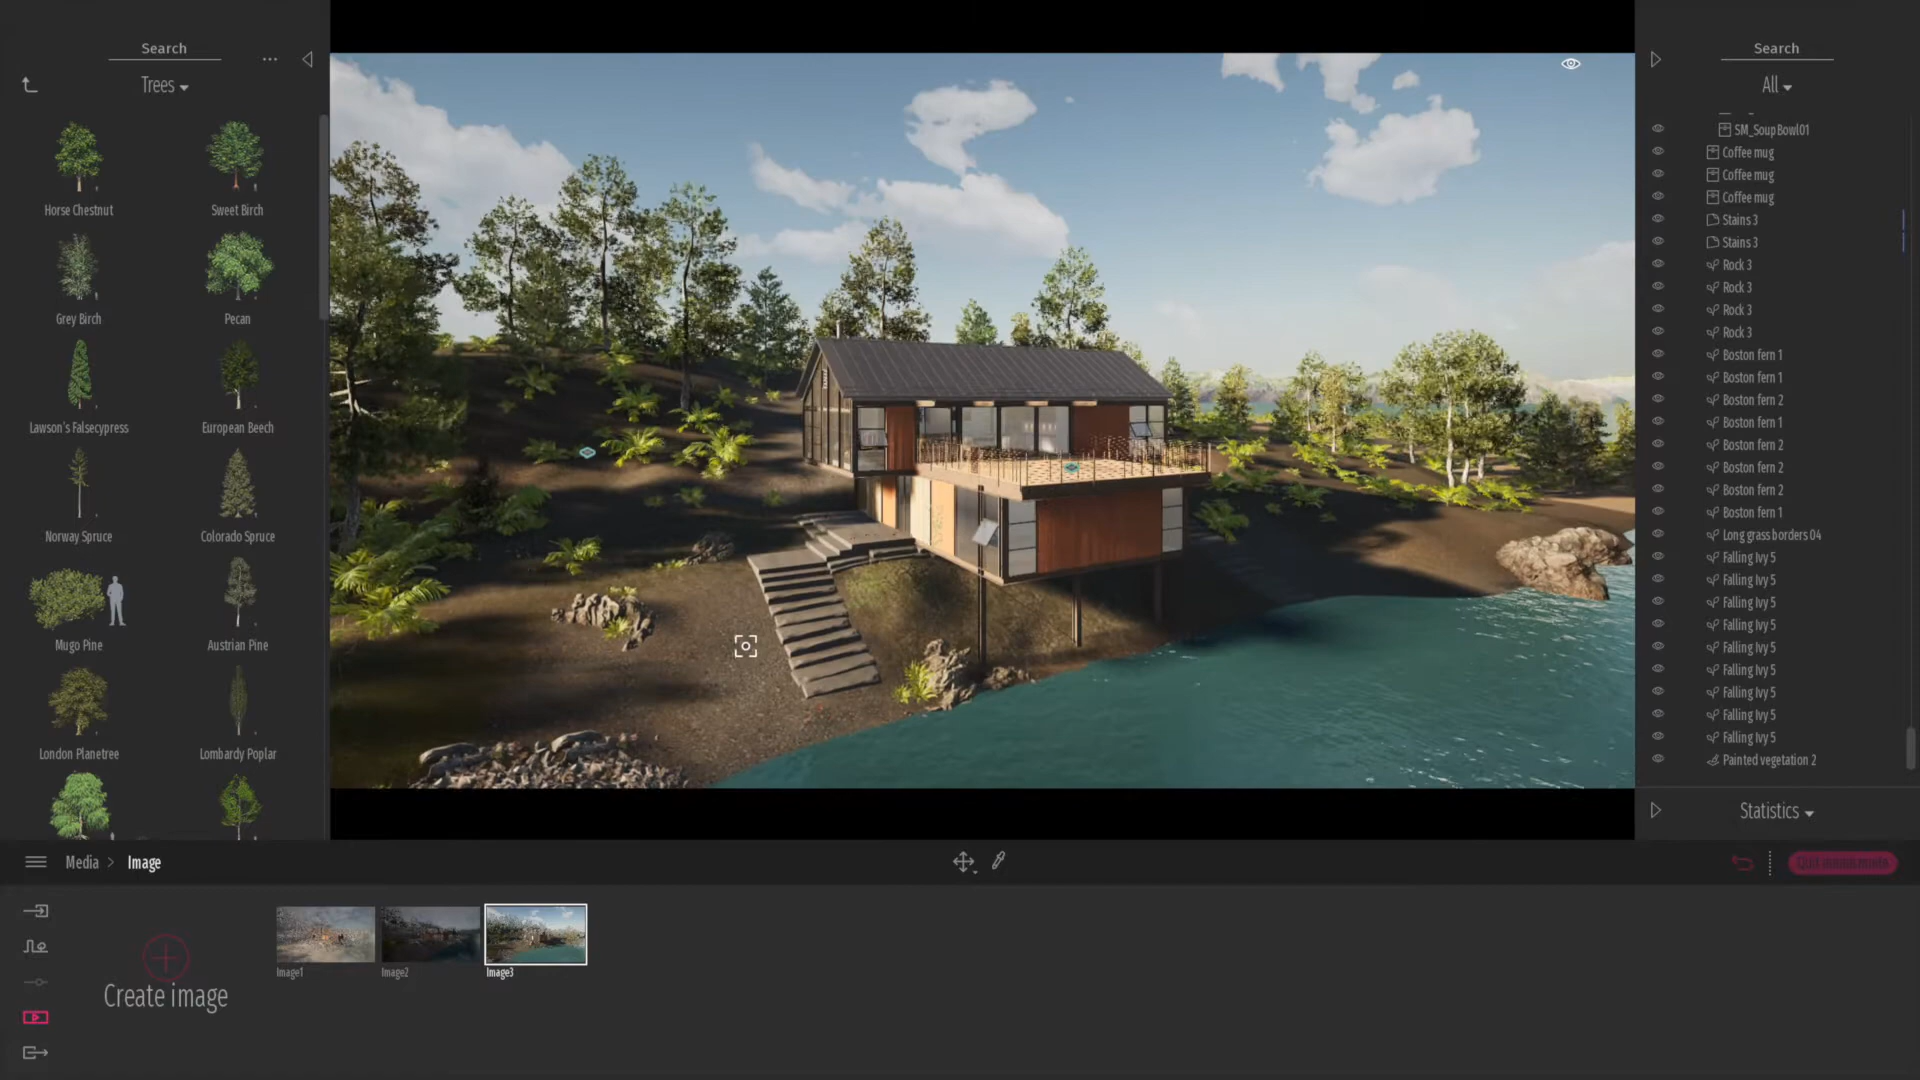 Search
Trees
Horse Chestnut
Sweet Birch
Grey Birch
Pecan
Lawson's Falsecypress
European Beech
Norway Spruce
Colorado Spruce
Mugo Pine
Austrian Pine
London Planetree
Lombardy Poplar
Search
All
SM_SoupBowl01
Coffee mug
Coffee mug
Coffee mug
Stains 3
Stains 3
Rock 3
Rock 3
Rock 3
Rock 3
Boston fern 1
Boston fern 1
Boston fern 2
Boston fern 1
Boston fern 2
Boston fern 2
Boston fern 2
Boston fern 1
Long grass borders 04
Falling Ivy 5
Falling Ivy 5
Falling Ivy 5
Falling Ivy 5
Falling Ivy 5
Falling Ivy 5
Falling Ivy 5
Falling Ivy 5
Falling Ivy 5
Painted vegetation 2
Statistics
Media > Image
Create image
Image1
Image2
Image3